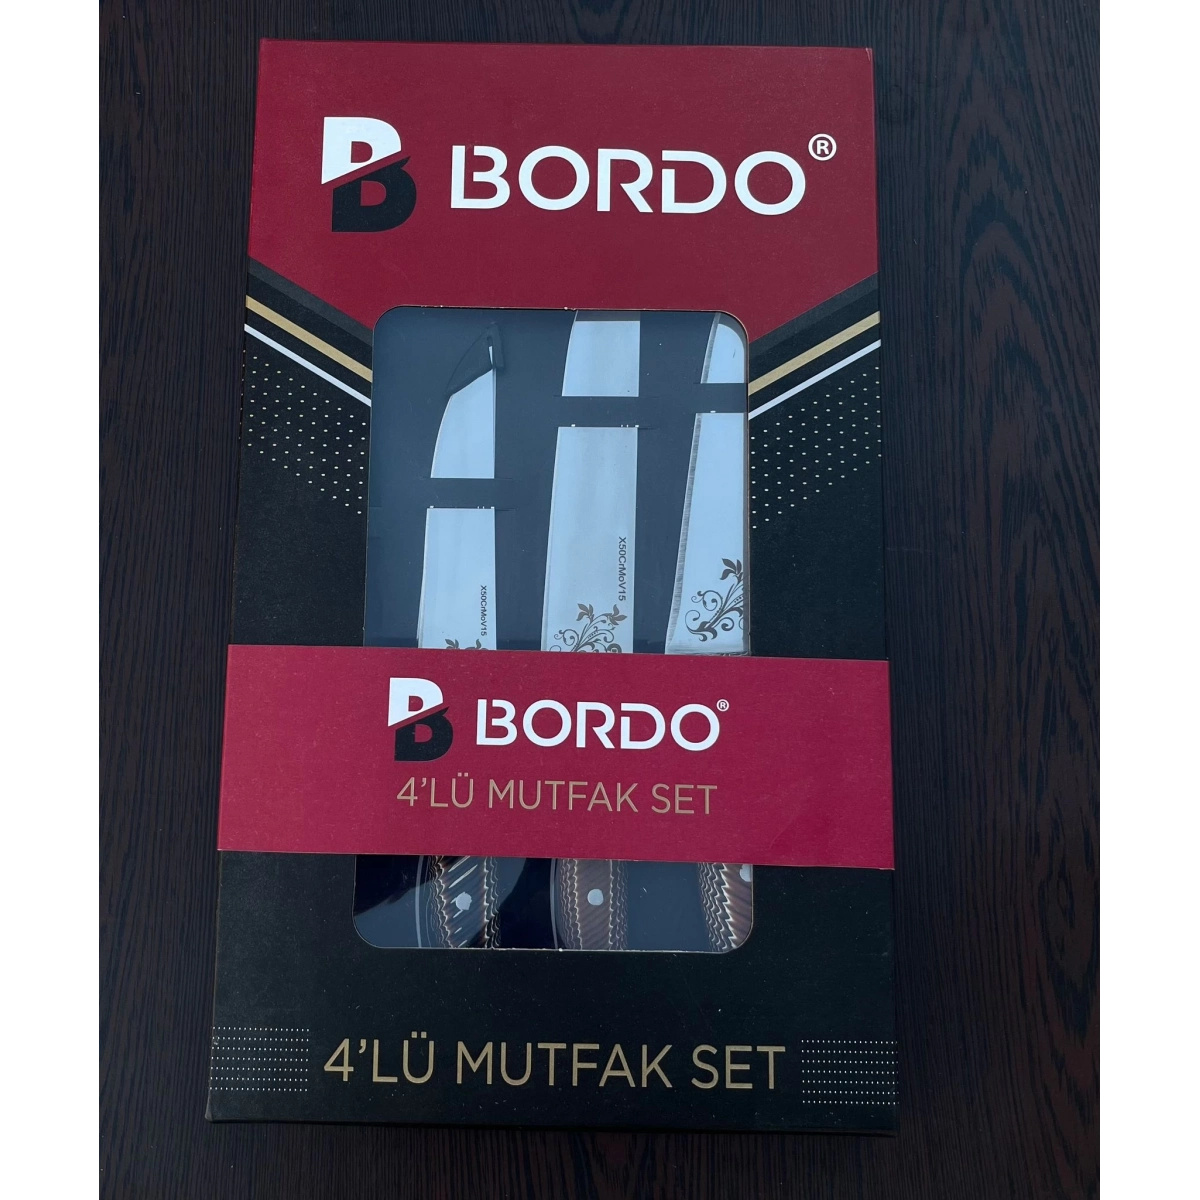 B BORDO®
X50CrMoV15
X50CrMoV15
B BORDO®
4'LÜ MUTFAK SET
4'LÜ MUTFAK SET